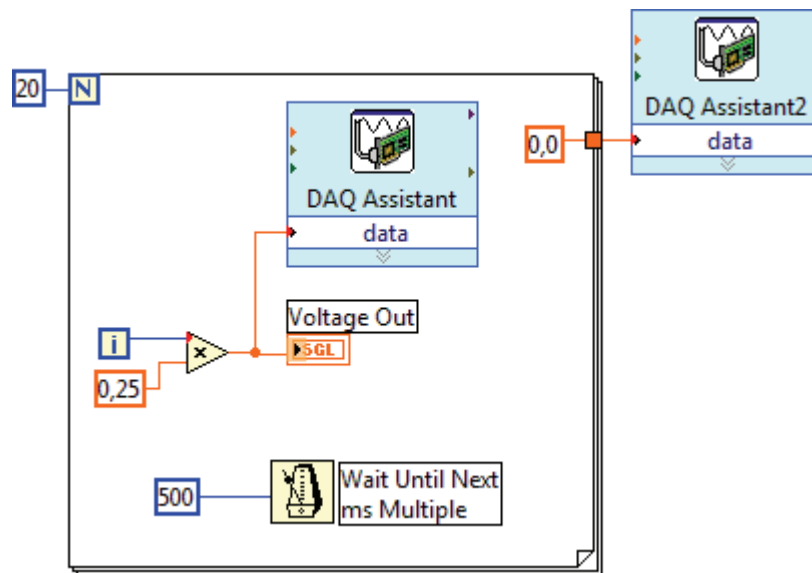 20
N
DAQ Assistant2
data
DAQ Assistant
data
0,0
Voltage Out
SGL
i
×
0,25
500
Wait Until Next
ms Multiple